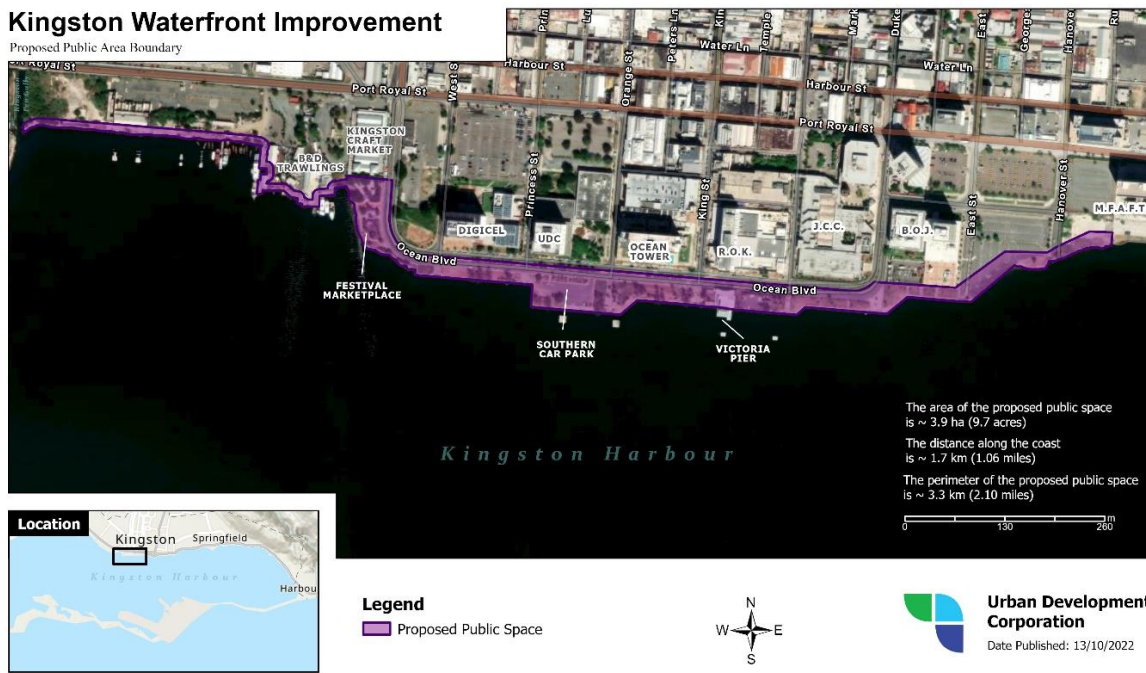 Kingston Waterfront Improvement
Proposed Public Area Boundary
Water Ln
Harbour St
Port Royal St
Harbour St
Water Ln
Port Royal St
Port Royal St
West S
Princess St
Orange St
Peters Ln
King St
Temple
Mark
Duke
East
East St
George
Hanover
Hanover St
KINGSTON
CRAFT
MARKET
B&D
TRAWLINGS
DIGICEL
UDC
OCEAN
TOWER
R.O.K.
J.C.C.
B.O.J.
M.F.A.F.T
Ocean Blvd
Ocean Blvd
FESTIVAL
MARKETPLACE
SOUTHERN
CAR PARK
VICTORIA
PIER
Kingston Harbour
The area of the proposed public space
is ~ 3.9 ha (9.7 acres)
The distance along the coast
is ~ 1.7 km (1.06 miles)
The perimeter of the proposed public space
is ~ 3.3 km (2.10 miles)
m
0 130 260
Location
Kingston
Springfield
Kingston Harbour
Harbou
Legend
Proposed Public Space
N
W E
S
Urban Development
Corporation
Date Published: 13/10/2022